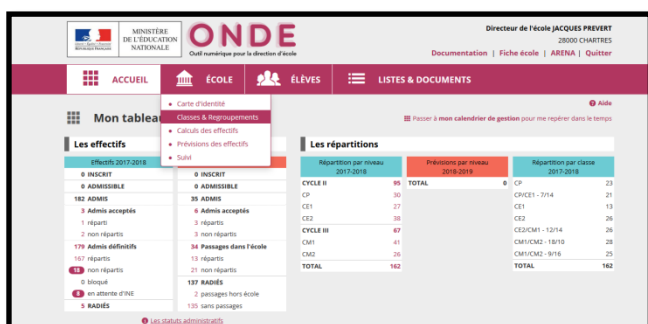 MINISTÈRE
DE L'ÉDUCATION
NATIONALE
ONDE
Outil numérique pour la direction d'école
Directeur de l'école JACQUES PREVERT
28000 CHARTRES
Documentation | Fiche école | ARENA | Quitter
ACCUEIL ÉCOLE ÉLÈVES LISTES & DOCUMENTS
Carte d'identité
Classes & Regroupements
Calculs des effectifs
Prévisions des effectifs
Suivi
Aide
Mon tablea
Passer à mon calendrier de gestion pour me repérer dans le temps
Les effectifs
Effectifs 2017-2018
0 INSCRIT
0 ADMISSIBLE
182 ADMIS
3 Admis acceptés
1 réparti
2 non répartis
179 Admis définitifs
167 répartis
18 non répartis
0 bloqué
8 en attente d'INE
5 RADIÉS
0 INSCRIT
0 ADMISSIBLE
35 ADMIS
6 Admis acceptés
3 répartis
3 non répartis
34 Passages dans l'école
13 répartis
21 non répartis
137 RADIÉS
2 passages hors école
135 sans passages
Les statuts administratifs
Les répartitions
Répartition par niveau
2017-2018
CYCLE II 95
CP 30
CE1 27
CE2 38
CYCLE III 67
CM1 41
CM2 26
TOTAL 162
Prévisions par niveau
2018-2019
TOTAL 0
Répartition par classe
2017-2018
CP 23
CP/CE1 - 7/14 21
CE1 13
CE2 26
CE2/CM1 - 12/14 26
CM1/CM2 - 18/10 28
CM1/CM2 - 9/16 25
TOTAL 162